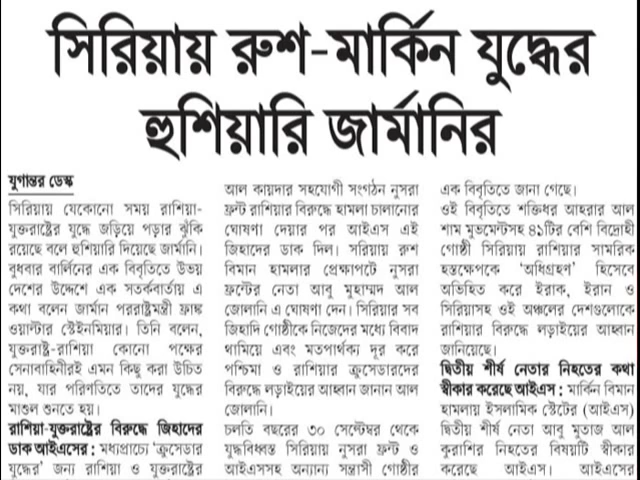 সিরিয়ায় রুশ-মার্কিন যুদ্ধের
হুশিয়ারি জার্মানির
যুগান্তর ডেস্ক
সিরিয়ায় যেকোনো সময় রাশিয়া-
যুক্তরাষ্ট্রের যুদ্ধে জড়িয়ে পড়ার ঝুঁকি
রয়েছে বলে হুশিয়ারি দিয়েছে জার্মানি।
বুধবার বার্লিনের এক বিবৃতিতে উভয়
দেশের উদ্দেশে এক সতর্কবার্তায় এ
কথা বলেন জার্মান পররাষ্ট্রমন্ত্রী ফ্রাঙ্ক
ওয়াল্টার স্টেইনমিয়ার। তিনি বলেন,
যুক্তরাষ্ট্র-রাশিয়া কোনো পক্ষের
সেনাবাহিনীরই এমন কিছু করা উচিত
নয়, যার পরিণতিতে তাদের যুদ্ধের
মাশুল গুনতে হয়।
রাশিয়া-যুক্তরাষ্ট্রের বিরুদ্ধে জিহাদের
ডাক আইএসের : মধ্যপ্রাচ্যে 'ক্রুসেডার
যুদ্ধের' জন্য রাশিয়া ও যুক্তরাষ্ট্রের
আল কায়দার সহযোগী সংগঠন নুসরা
ফ্রন্ট রাশিয়ার বিরুদ্ধে হামলা চালানোর
ঘোষণা দেয়ার পর আইএস এই
জিহাদের ডাক দিল। সরিয়ায় রুশ
বিমান হামলার প্রেক্ষাপটে নুসরা
ফ্রন্টের নেতা আবু মুহাম্মদ আল
জোলানি এ ঘোষণা দেন। সিরিয়ার সব
জিহাদি গোষ্ঠীকে নিজেদের মধ্যে বিবাদ
থামিয়ে এবং মতপার্থক্য দূর করে
পশ্চিমা ও রাশিয়ার ক্রুসেডারদের
বিরুদ্ধে লড়াইয়ের আহ্বান জানান আল
জোলানি।
চলতি বছরের ৩০ সেপ্টেম্বর থেকে
যুদ্ধবিধ্বস্ত সিরিয়ায় নুসরা ফ্রন্ট ও
আইএসসহ অন্যান্য সন্ত্রাসী গোষ্ঠীর
এক বিবৃতিতে জানা গেছে।
ওই বিবৃতিতে শক্তিধর আহরার আল
শাম মুভমেন্টসহ ৪১টির বেশি বিদ্রোহী
গোষ্ঠী সিরিয়ায় রাশিয়ার সামরিক
হস্তক্ষেপকে 'অধিগ্রহণ' হিসেবে
অভিহিত করে ইরাক, ইরান ও
সিরিয়াসহ ওই অঞ্চলের দেশগুলোকে
রাশিয়ার বিরুদ্ধে লড়াইয়ের আহ্বান
জানিয়েছে।
দ্বিতীয় শীর্ষ নেতার নিহতের কথা
স্বীকার করেছে আইএস : মার্কিন বিমান
হামলায় ইসলামিক স্টেটের (আইএস)
দ্বিতীয় শীর্ষ নেতা আবু মুতাজ আল
কুরাশির নিহতের বিষয়টি স্বীকার
করেছে আইএস। আইএসের